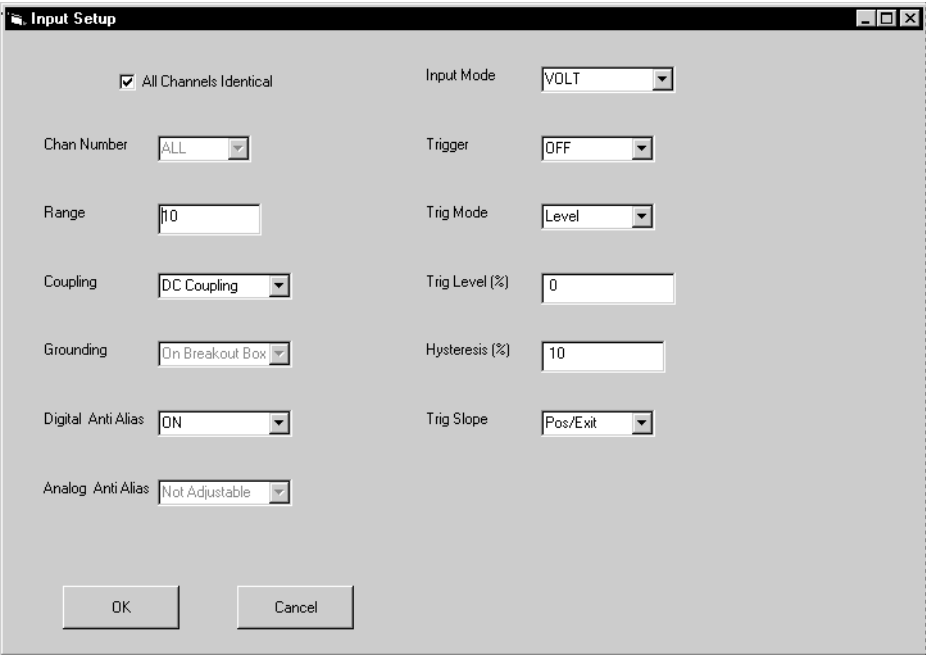 Input Setup
All Channels Identical
Chan Number ALL
Range 10
Coupling DC Coupling
Grounding On Breakout Box
Digital Anti Alias ON
Analog Anti Alias Not Adjustable
Input Mode VOLT
Trigger OFF
Trig Mode Level
Trig Level (%) 0
Hysteresis (%) 10
Trig Slope Pos/Exit
OK Cancel